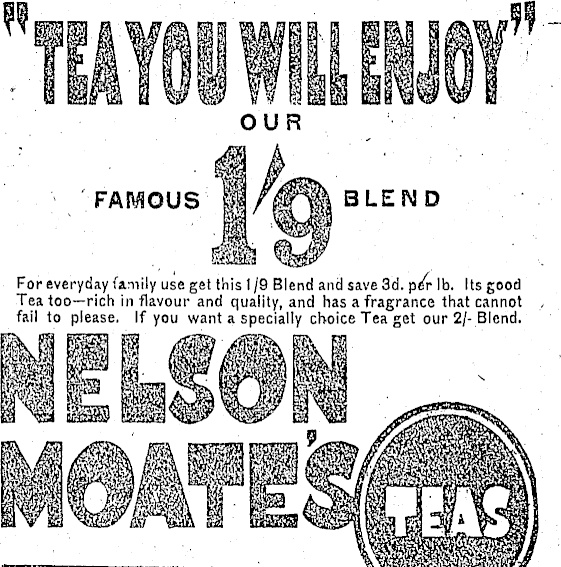 "TEA YOU WILL ENJOY"
OUR
FAMOUS 1/9 BLEND
For everyday family use get this 1/9 Blend and save 3d. per lb. Its good
Tea too—rich in flavour and quality, and has a fragrance that cannot
fail to please. If you want a specially choice Tea get our 2/- Blend.
NELSON
MOATE'S
TEAS